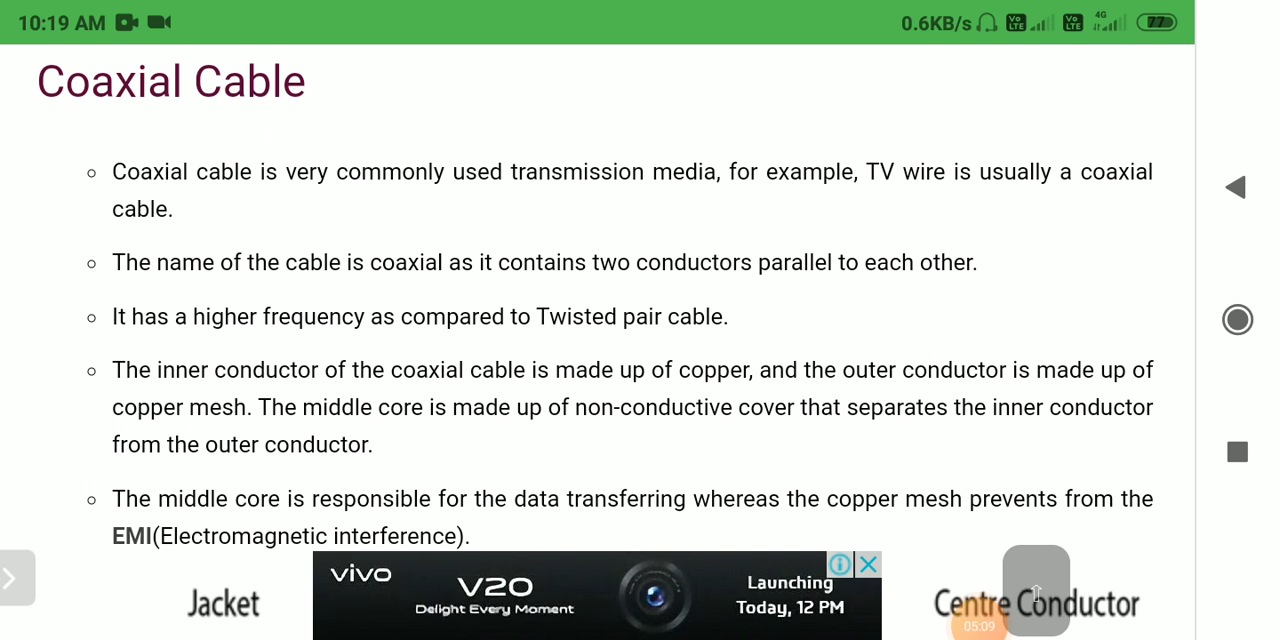 10:19 AM 0.6KB/s Vo LTE Vo LTE 4G 77
Coaxial Cable
Coaxial cable is very commonly used transmission media, for example, TV wire is usually a coaxial
cable.
The name of the cable is coaxial as it contains two conductors parallel to each other.
It has a higher frequency as compared to Twisted pair cable.
The inner conductor of the coaxial cable is made up of copper, and the outer conductor is made up of
copper mesh. The middle core is made up of non-conductive cover that separates the inner conductor
from the outer conductor.
The middle core is responsible for the data transferring whereas the copper mesh prevents from the
EMI(Electromagnetic interference).
Jacket
vivo
V20
Delight Every Moment
Launching
Today, 12 PM
Centre Conductor
05:09